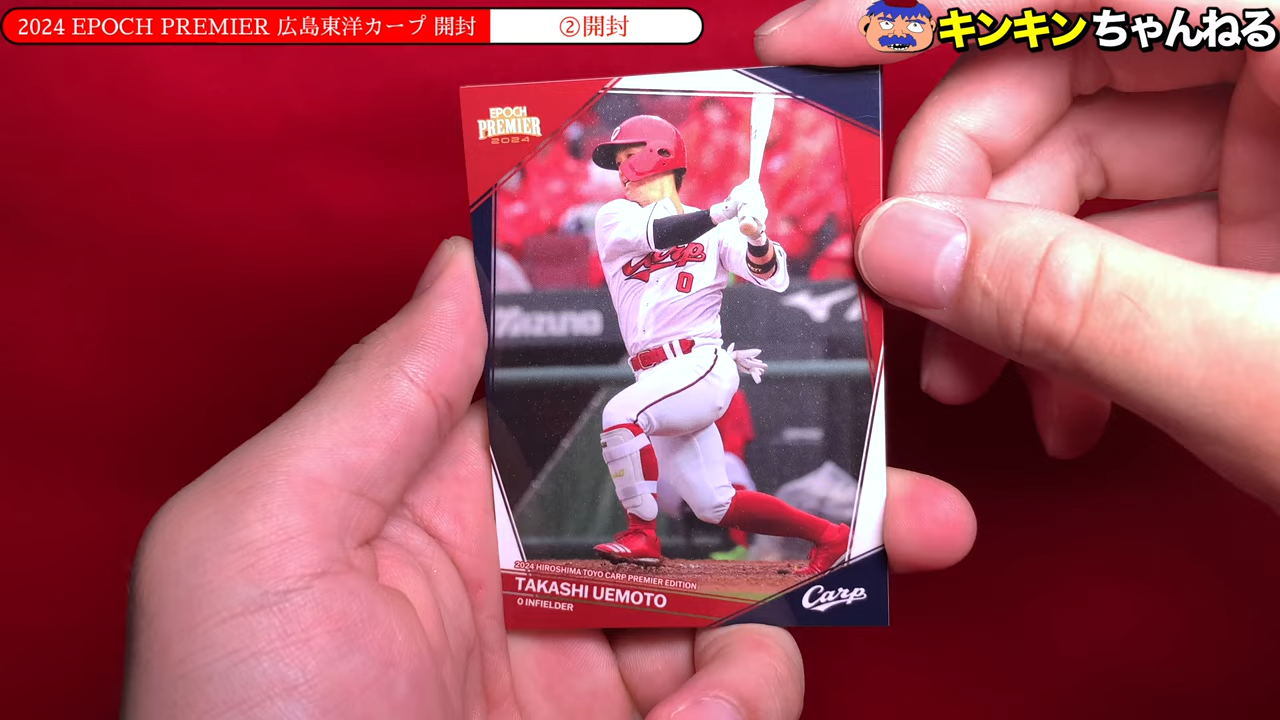 2024 EPOCH PREMIER 広島東洋カープ 開封
②開封
キンキンちゃんねる
EPOCH
PREMIER
2024
Carp
0
Mizuno
2024 HIROSHIMA TOYO CARP PREMIER EDITION
TAKASHI UEMOTO
0 INFIELDER
Carp